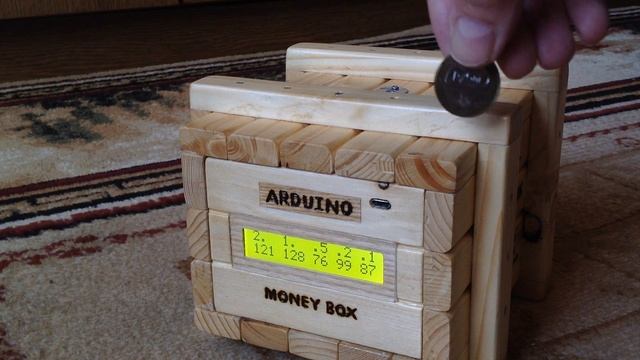 ARDUINO
2. 1. .5 .2 .1
121 128 76 99 87
MONEY BOX